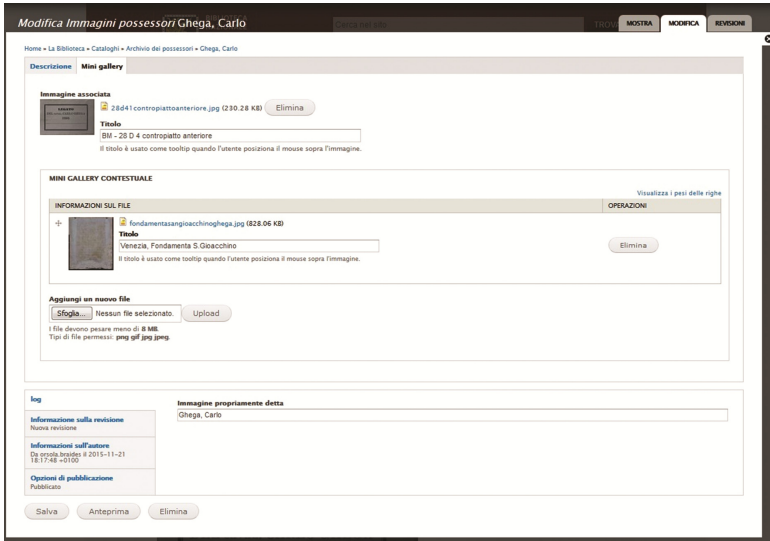 Modifica Immagini possessori Ghega, Carlo
BIBLIOTECA
Cerca nel sito
TROV
MOSTRA
MODIFICA
REVISIONI
Home » La Biblioteca » Cataloghi » Archivio dei possessori » Ghega, Carlo
Descrizione
Mini gallery
Immagine associata
28d41contropiattoanteriore.jpg (230.28 KB)
Elimina
Titolo
BM - 28 D 4 contropiatto anteriore
Il titolo è usato come tooltip quando l'utente posiziona il mouse sopra l'immagine.
MINI GALLERY CONTESTUALE
Visualizza i pesi delle righe
INFORMAZIONI SUL FILE
OPERAZIONI
fondamentasangioacchinoghega.jpg (828.06 KB)
Titolo
Venezia, Fondamenta S.Gioacchino
Il titolo è usato come tooltip quando l'utente posiziona il mouse sopra l'immagine.
Elimina
Aggiungi un nuovo file
Sfoglia... Nessun file selezionato.
Upload
I file devono pesare meno di 8 MB.
Tipi di file permessi: png gif jpg jpeg.
log
Informazione sulla revisione
Nuova revisione
Informazioni sull'autore
Da orsola.braides il 2015-11-21
18:17:48 +0100
Opzioni di pubblicazione
Pubblicato
Immagine propriamente detta
Ghega, Carlo
Salva
Anteprima
Elimina